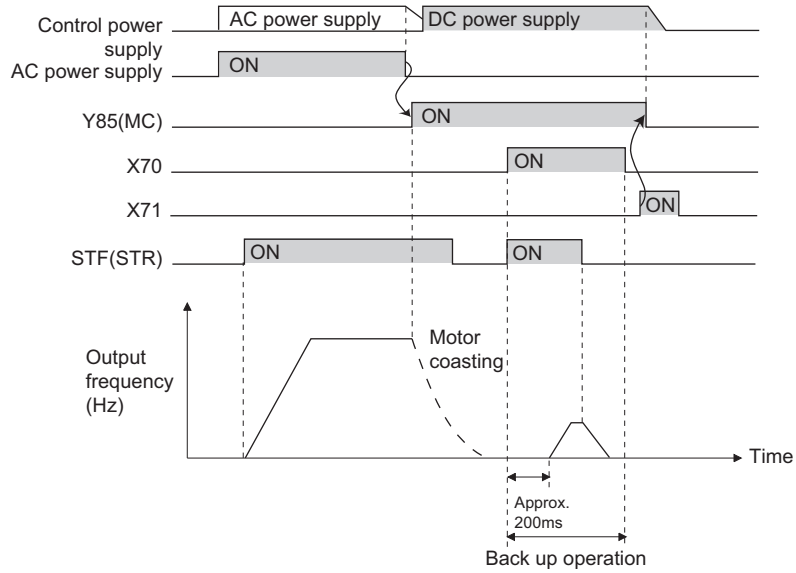 AC power supply
DC power supply
Control power
supply
AC power supply
ON
Y85(MC)
ON
X70
ON
X71
ON
STF(STR)
ON
ON
Output
frequency
(Hz)
Motor
coasting
Time
Approx.
200ms
Back up operation